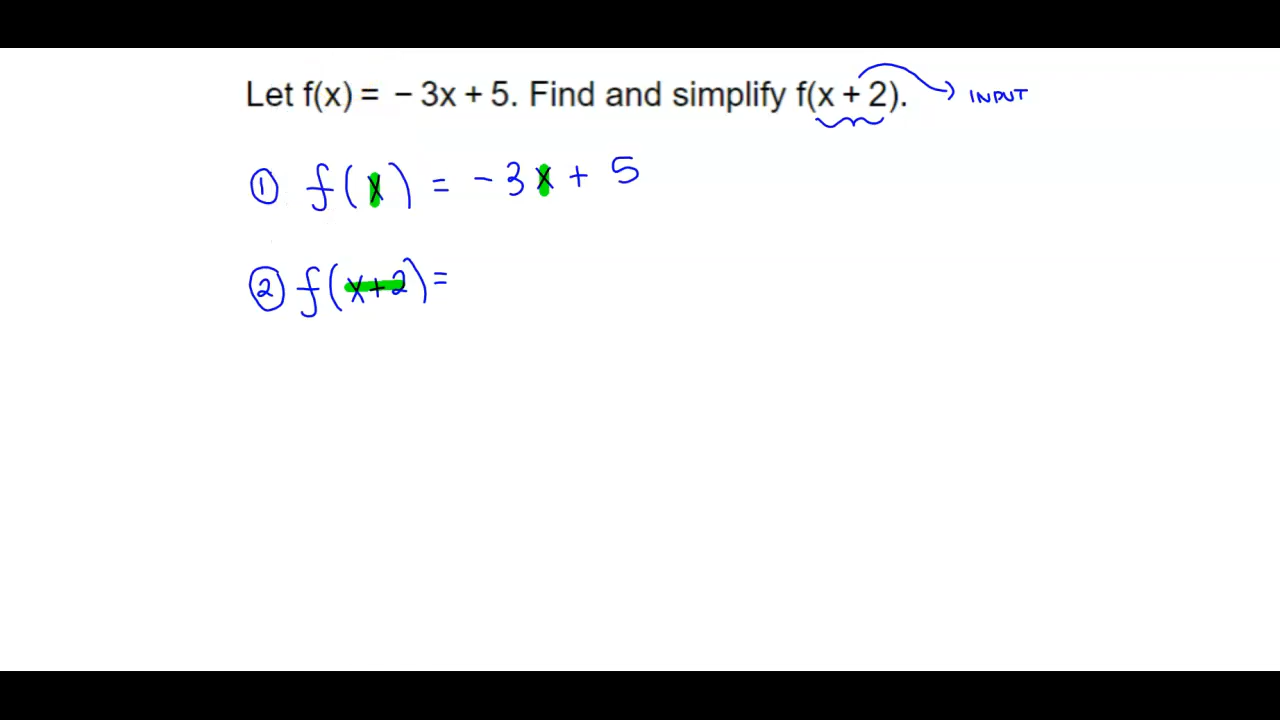 Let f(x) = − 3x + 5. Find and simplify f(x + 2). INPUT
① f(x) = -3x + 5
② f(x+2) =